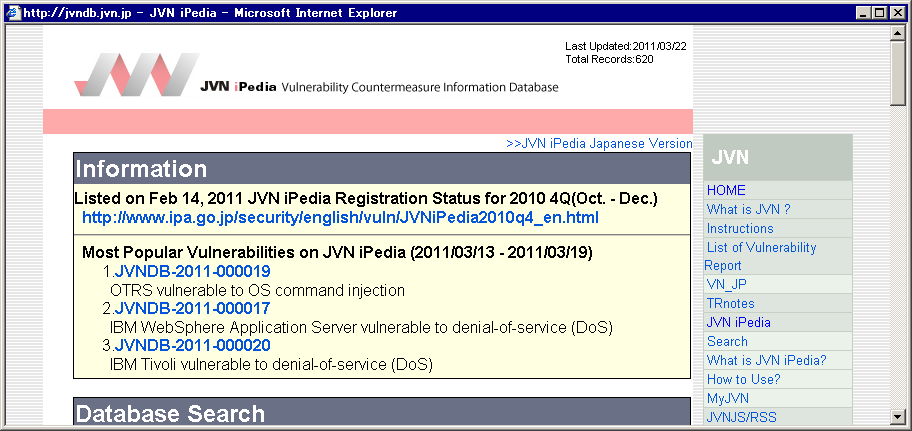 http://jvndb.jvn.jp - JVN iPedia - Microsoft Internet Explorer
Last Updated:2011/03/22
Total Records:620
JVN iPedia Vulnerability Countermeasure Information Database
>>JVN iPedia Japanese Version
Information
Listed on Feb 14, 2011 JVN iPedia Registration Status for 2010 4Q(Oct. - Dec.)
http://www.ipa.go.jp/security/english/vuln/JVNiPedia2010q4_en.html
Most Popular Vulnerabilities on JVN iPedia (2011/03/13 - 2011/03/19)
1.JVNDB-2011-000019
OTRS vulnerable to OS command injection
2.JVNDB-2011-000017
IBM WebSphere Application Server vulnerable to denial-of-service (DoS)
3.JVNDB-2011-000020
IBM Tivoli vulnerable to denial-of-service (DoS)
Database Search
JVN
HOME
What is JVN ?
Instructions
List of Vulnerability
Report
VN_JP
TRnotes
JVN iPedia
Search
What is JVN iPedia?
How to Use?
MyJVN
JVNJS/RSS